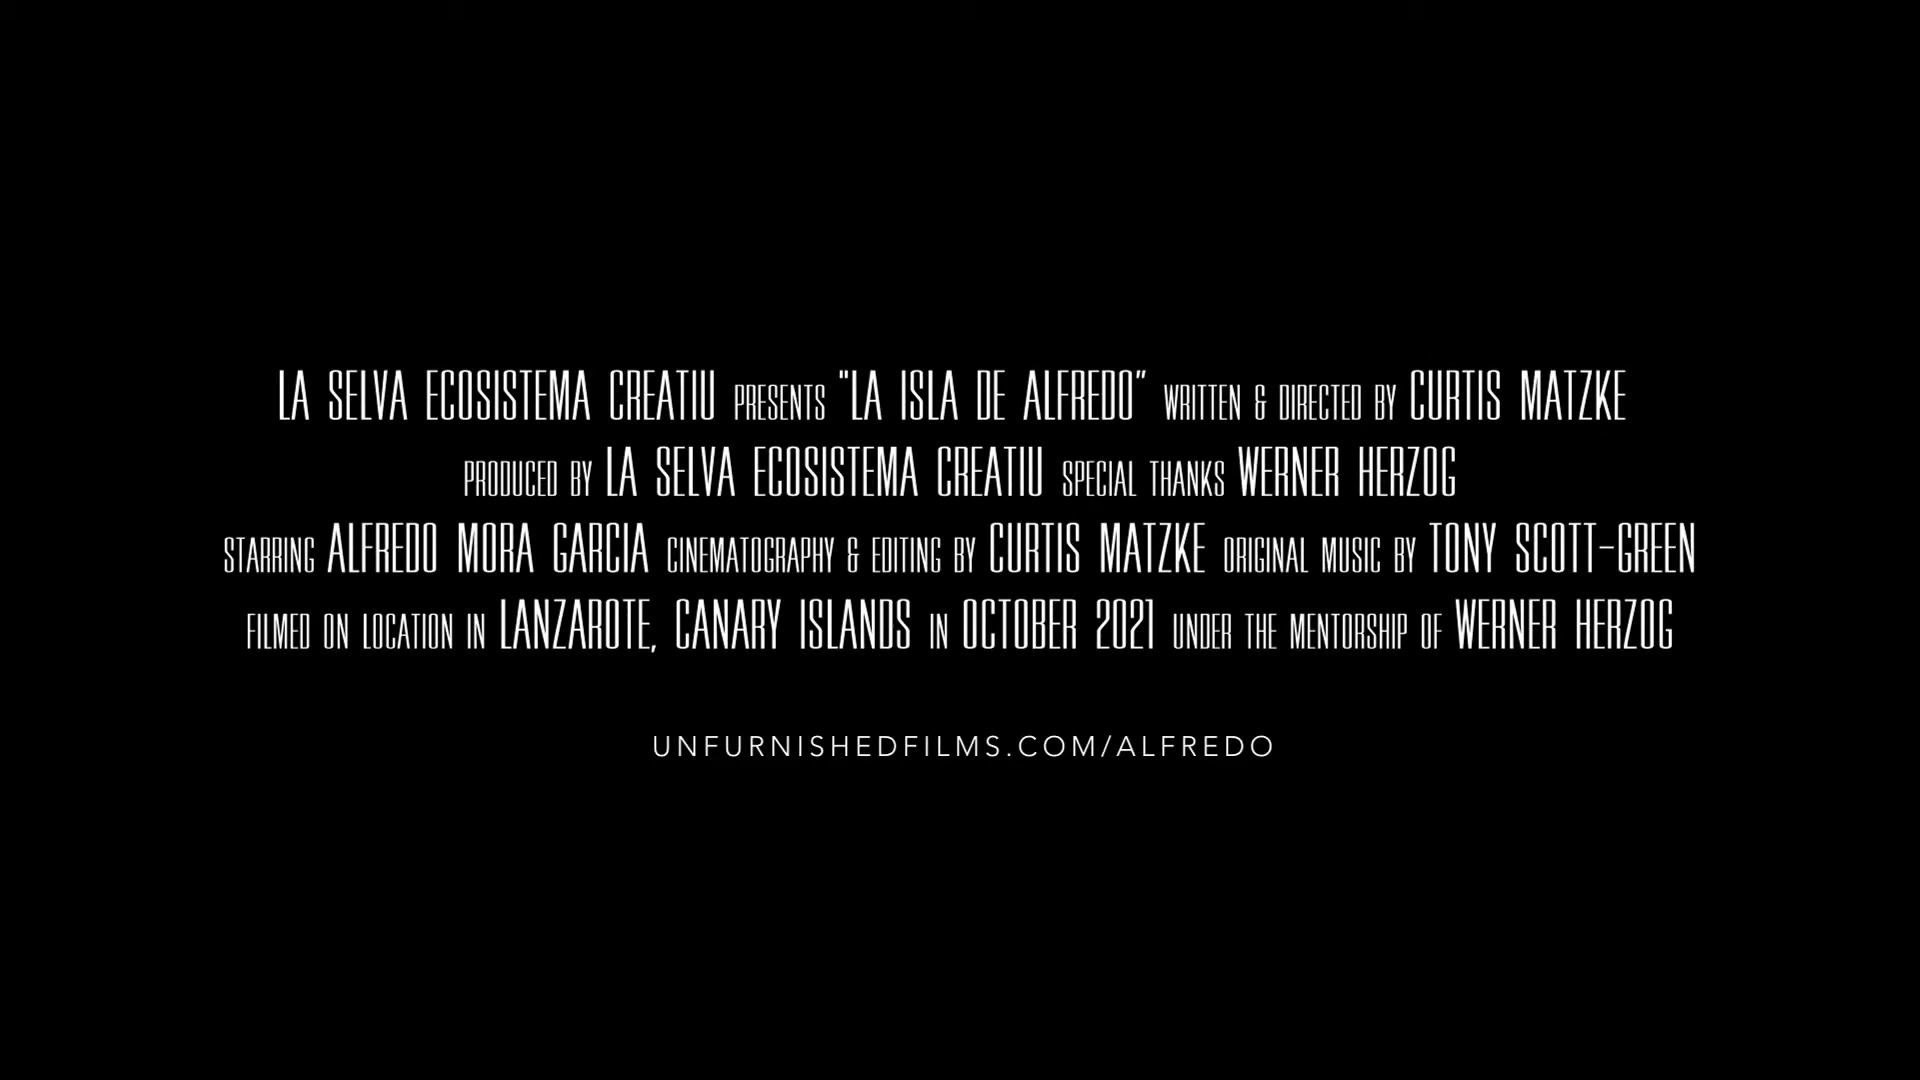 LA SELVA ECOSISTEMA CREATIU PRESENTS "LA ISLA DE ALFREDO" WRITTEN & DIRECTED BY CURTIS MATZKE
PRODUCED BY LA SELVA ECOSISTEMA CREATIU SPECIAL THANKS WERNER HERZOG
STARRING ALFREDO MORA GARCIA CINEMATOGRAPHY & EDITING BY CURTIS MATZKE ORIGINAL MUSIC BY TONY SCOTT-GREEN
FILMED ON LOCATION IN LANZAROTE, CANARY ISLANDS IN OCTOBER 2021 UNDER THE MENTORSHIP OF WERNER HERZOG
UNFURNISHEDFILMS.COM/ALFREDO